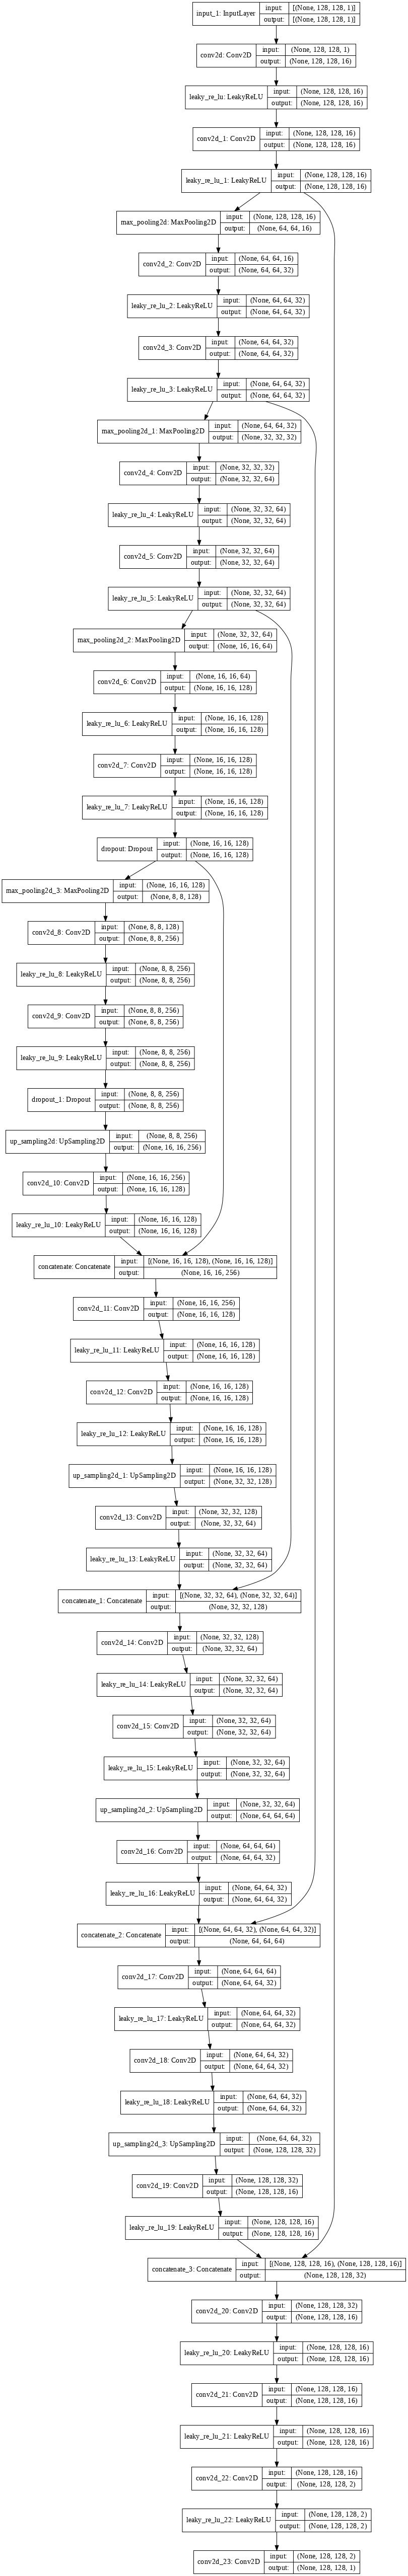 input_1: InputLayer
input:
[(None, 128, 128, 1)]
output:
[(None, 128, 128, 1)]
conv2d: Conv2D
input:
(None, 128, 128, 1)
output:
(None, 128, 128, 16)
leaky_re_lu: LeakyReLU
input:
(None, 128, 128, 16)
output:
(None, 128, 128, 16)
conv2d_1: Conv2D
input:
(None, 128, 128, 16)
output:
(None, 128, 128, 16)
leaky_re_lu_1: LeakyReLU
input:
(None, 128, 128, 16)
output:
(None, 128, 128, 16)
max_pooling2d: MaxPooling2D
input:
(None, 128, 128, 16)
output:
(None, 64, 64, 16)
conv2d_2: Conv2D
input:
(None, 64, 64, 16)
output:
(None, 64, 64, 32)
leaky_re_lu_2: LeakyReLU
input:
(None, 64, 64, 32)
output:
(None, 64, 64, 32)
conv2d_3: Conv2D
input:
(None, 64, 64, 32)
output:
(None, 64, 64, 32)
leaky_re_lu_3: LeakyReLU
input:
(None, 64, 64, 32)
output:
(None, 64, 64, 32)
max_pooling2d_1: MaxPooling2D
input:
(None, 64, 64, 32)
output:
(None, 32, 32, 32)
conv2d_4: Conv2D
input:
(None, 32, 32, 32)
output:
(None, 32, 32, 64)
leaky_re_lu_4: LeakyReLU
input:
(None, 32, 32, 64)
output:
(None, 32, 32, 64)
conv2d_5: Conv2D
input:
(None, 32, 32, 64)
output:
(None, 32, 32, 64)
leaky_re_lu_5: LeakyReLU
input:
(None, 32, 32, 64)
output:
(None, 32, 32, 64)
max_pooling2d_2: MaxPooling2D
input:
(None, 32, 32, 64)
output:
(None, 16, 16, 64)
conv2d_6: Conv2D
input:
(None, 16, 16, 64)
output:
(None, 16, 16, 128)
leaky_re_lu_6: LeakyReLU
input:
(None, 16, 16, 128)
output:
(None, 16, 16, 128)
conv2d_7: Conv2D
input:
(None, 16, 16, 128)
output:
(None, 16, 16, 128)
leaky_re_lu_7: LeakyReLU
input:
(None, 16, 16, 128)
output:
(None, 16, 16, 128)
dropout: Dropout
input:
(None, 16, 16, 128)
output:
(None, 16, 16, 128)
max_pooling2d_3: MaxPooling2D
input:
(None, 16, 16, 128)
output:
(None, 8, 8, 128)
conv2d_8: Conv2D
input:
(None, 8, 8, 128)
output:
(None, 8, 8, 256)
leaky_re_lu_8: LeakyReLU
input:
(None, 8, 8, 256)
output:
(None, 8, 8, 256)
conv2d_9: Conv2D
input:
(None, 8, 8, 256)
output:
(None, 8, 8, 256)
leaky_re_lu_9: LeakyReLU
input:
(None, 8, 8, 256)
output:
(None, 8, 8, 256)
dropout_1: Dropout
input:
(None, 8, 8, 256)
output:
(None, 8, 8, 256)
up_sampling2d: UpSampling2D
input:
(None, 8, 8, 256)
output:
(None, 16, 16, 256)
conv2d_10: Conv2D
input:
(None, 16, 16, 256)
output:
(None, 16, 16, 128)
leaky_re_lu_10: LeakyReLU
input:
(None, 16, 16, 128)
output:
(None, 16, 16, 128)
concatenate: Concatenate
input:
[(None, 16, 16, 128), (None, 16, 16, 128)]
output:
(None, 16, 16, 256)
conv2d_11: Conv2D
input:
(None, 16, 16, 256)
output:
(None, 16, 16, 128)
leaky_re_lu_11: LeakyReLU
input:
(None, 16, 16, 128)
output:
(None, 16, 16, 128)
conv2d_12: Conv2D
input:
(None, 16, 16, 128)
output:
(None, 16, 16, 128)
leaky_re_lu_12: LeakyReLU
input:
(None, 16, 16, 128)
output:
(None, 16, 16, 128)
up_sampling2d_1: UpSampling2D
input:
(None, 16, 16, 128)
output:
(None, 32, 32, 128)
conv2d_13: Conv2D
input:
(None, 32, 32, 128)
output:
(None, 32, 32, 64)
leaky_re_lu_13: LeakyReLU
input:
(None, 32, 32, 64)
output:
(None, 32, 32, 64)
concatenate_1: Concatenate
input:
[(None, 32, 32, 64), (None, 32, 32, 64)]
output:
(None, 32, 32, 128)
conv2d_14: Conv2D
input:
(None, 32, 32, 128)
output:
(None, 32, 32, 64)
leaky_re_lu_14: LeakyReLU
input:
(None, 32, 32, 64)
output:
(None, 32, 32, 64)
conv2d_15: Conv2D
input:
(None, 32, 32, 64)
output:
(None, 32, 32, 64)
leaky_re_lu_15: LeakyReLU
input:
(None, 32, 32, 64)
output:
(None, 32, 32, 64)
up_sampling2d_2: UpSampling2D
input:
(None, 32, 32, 64)
output:
(None, 64, 64, 64)
conv2d_16: Conv2D
input:
(None, 64, 64, 64)
output:
(None, 64, 64, 32)
leaky_re_lu_16: LeakyReLU
input:
(None, 64, 64, 32)
output:
(None, 64, 64, 32)
concatenate_2: Concatenate
input:
[(None, 64, 64, 32), (None, 64, 64, 32)]
output:
(None, 64, 64, 64)
conv2d_17: Conv2D
input:
(None, 64, 64, 64)
output:
(None, 64, 64, 32)
leaky_re_lu_17: LeakyReLU
input:
(None, 64, 64, 32)
output:
(None, 64, 64, 32)
conv2d_18: Conv2D
input:
(None, 64, 64, 32)
output:
(None, 64, 64, 32)
leaky_re_lu_18: LeakyReLU
input:
(None, 64, 64, 32)
output:
(None, 64, 64, 32)
up_sampling2d_3: UpSampling2D
input:
(None, 64, 64, 32)
output:
(None, 128, 128, 32)
conv2d_19: Conv2D
input:
(None, 128, 128, 32)
output:
(None, 128, 128, 16)
leaky_re_lu_19: LeakyReLU
input:
(None, 128, 128, 16)
output:
(None, 128, 128, 16)
concatenate_3: Concatenate
input:
[(None, 128, 128, 16), (None, 128, 128, 16)]
output:
(None, 128, 128, 32)
conv2d_20: Conv2D
input:
(None, 128, 128, 32)
output:
(None, 128, 128, 16)
leaky_re_lu_20: LeakyReLU
input:
(None, 128, 128, 16)
output:
(None, 128, 128, 16)
conv2d_21: Conv2D
input:
(None, 128, 128, 16)
output:
(None, 128, 128, 16)
leaky_re_lu_21: LeakyReLU
input:
(None, 128, 128, 16)
output:
(None, 128, 128, 16)
conv2d_22: Conv2D
input:
(None, 128, 128, 16)
output:
(None, 128, 128, 2)
leaky_re_lu_22: LeakyReLU
input:
(None, 128, 128, 2)
output:
(None, 128, 128, 2)
conv2d_23: Conv2D
input:
(None, 128, 128, 2)
output:
(None, 128, 128, 1)